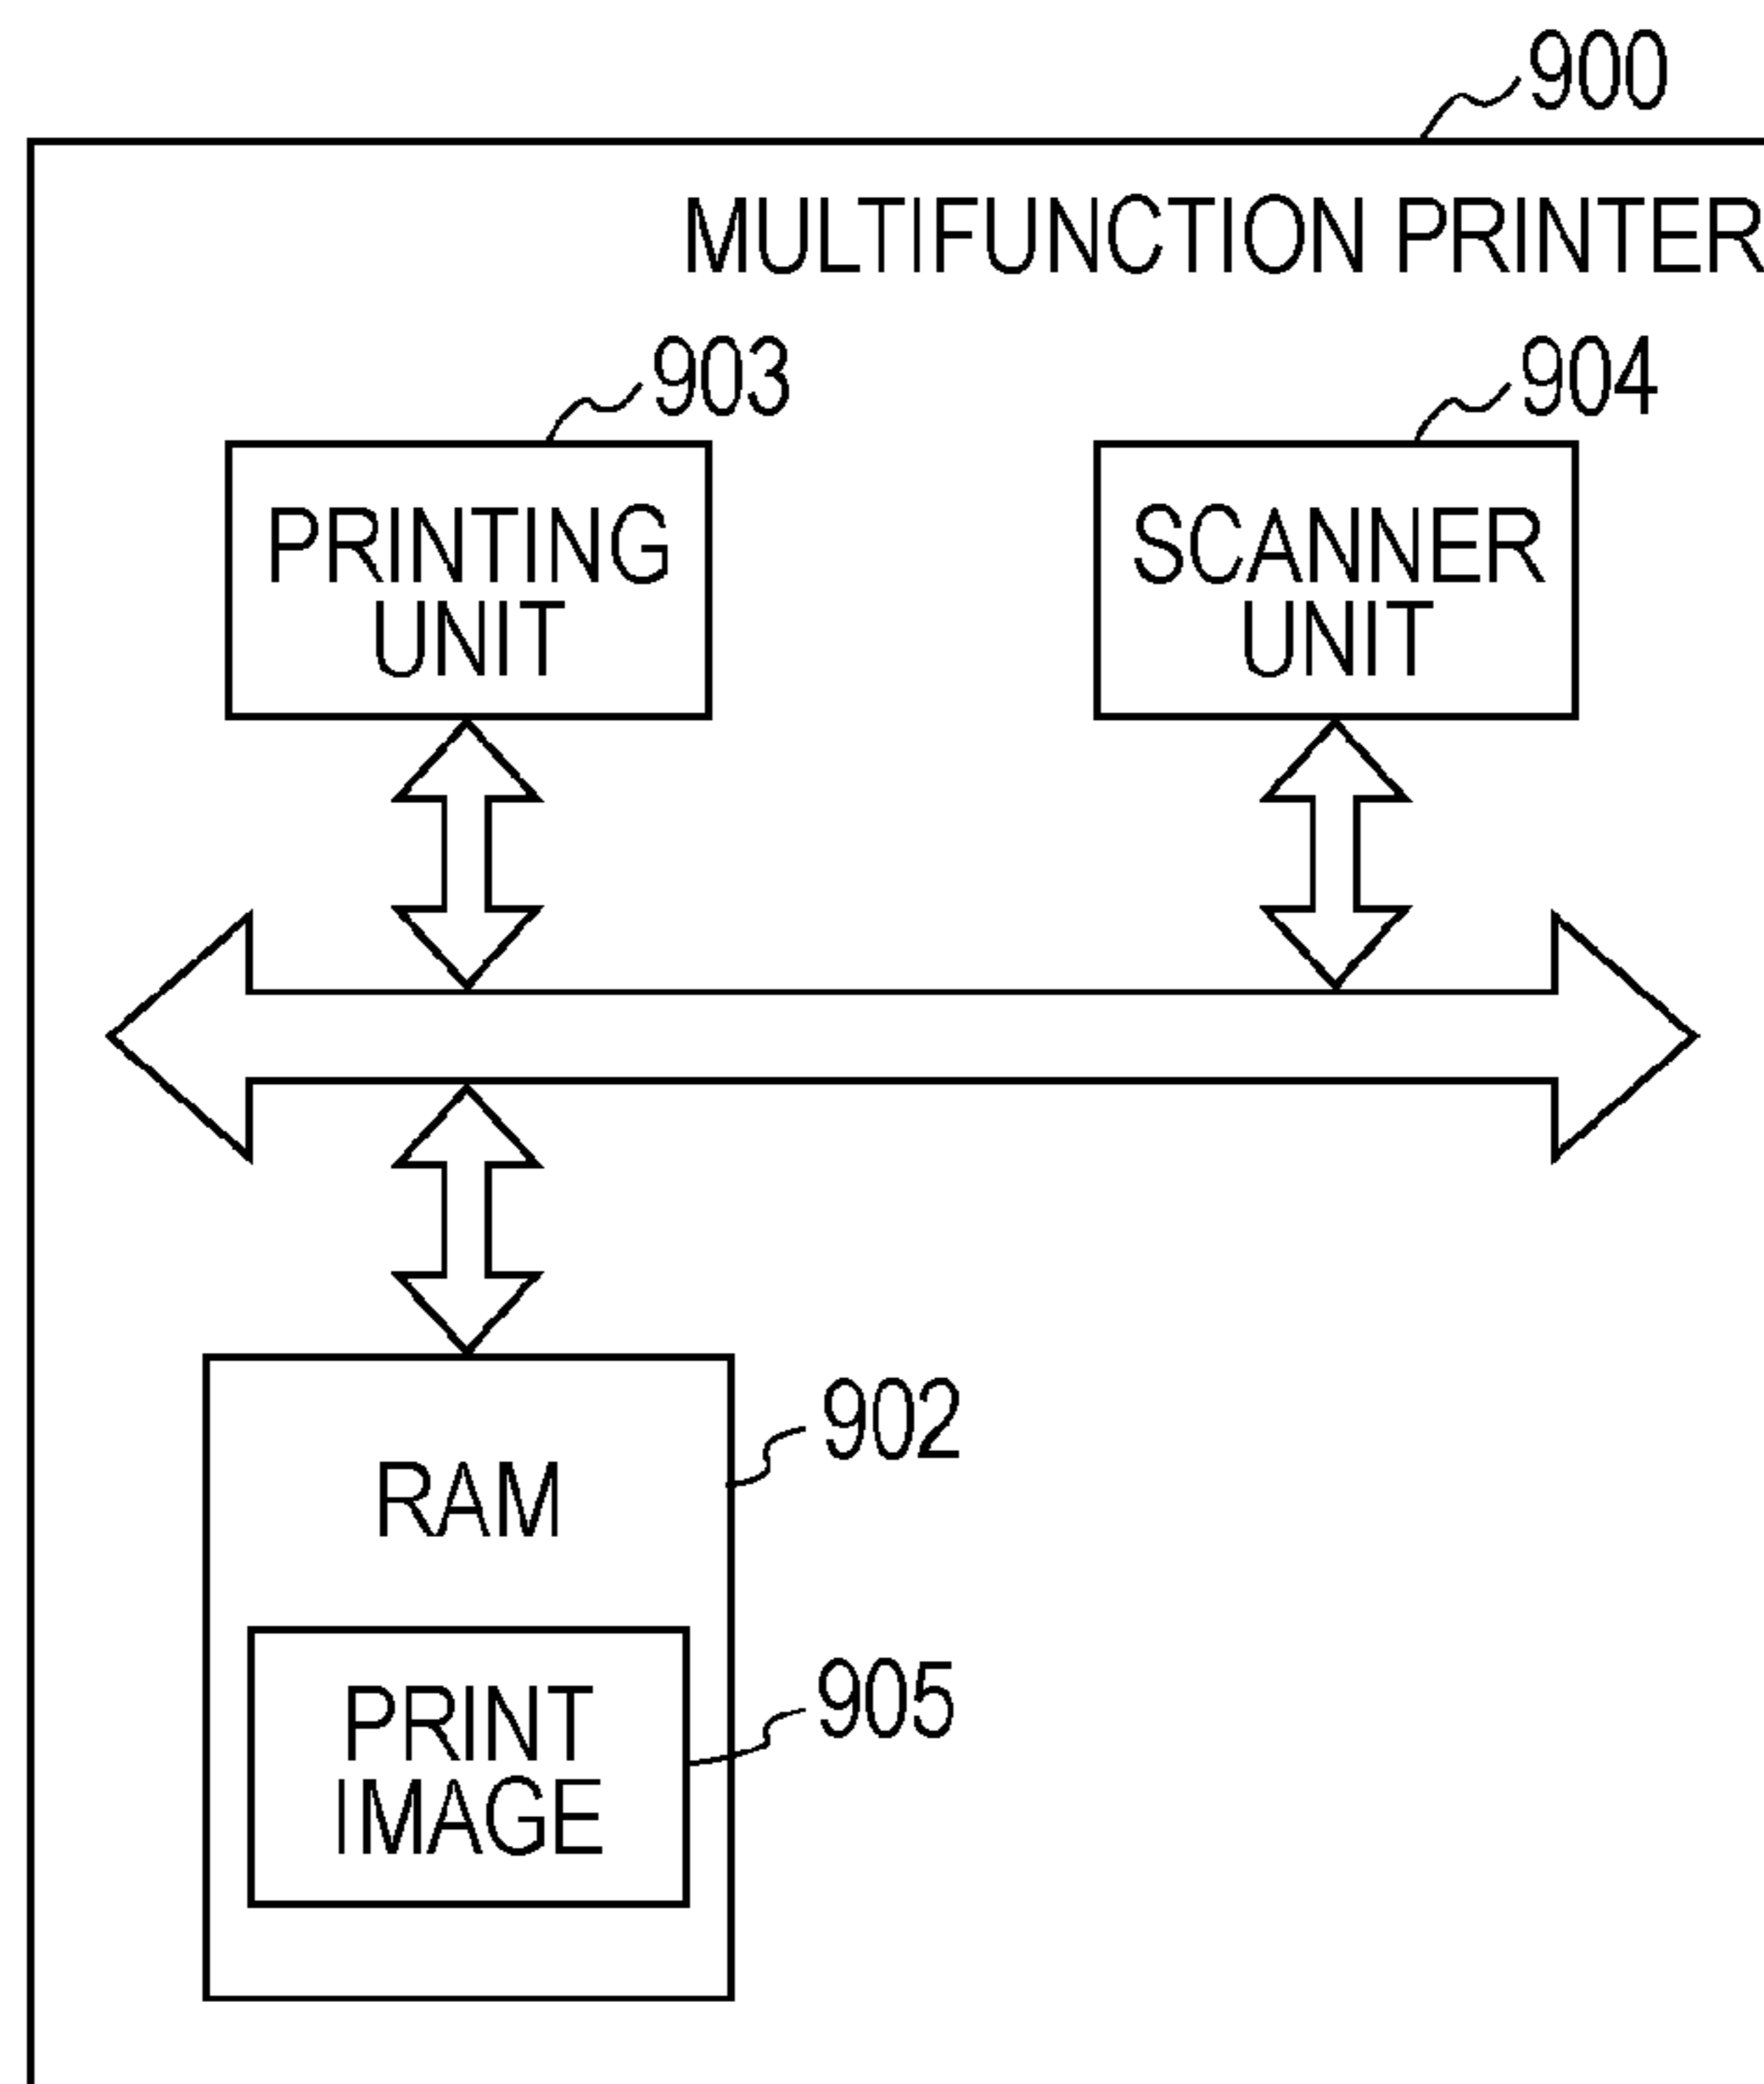 900
MULTIFUNCTION PRINTER
903
904
PRINTING
UNIT
SCANNER
UNIT
902
RAM
905
PRINT
IMAGE